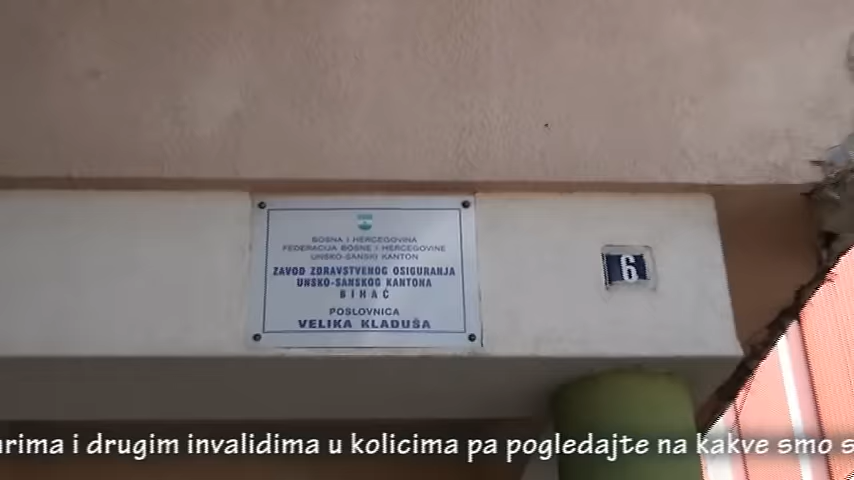 BOSNA I HERCEGOVINA
FEDERACIJA BOSNE I HERCEGOVINE
UNSKO-SANSKI KANTON
ZAVOD ZDRAVSTVENOG OSIGURANJA
UNSKO-SANSKOG KANTONA
BIHAĆ
POSLOVNICA
VELIKA KLADUŠA
6
i drugim invalidima u kolicima pa pogledajte na kakve smo